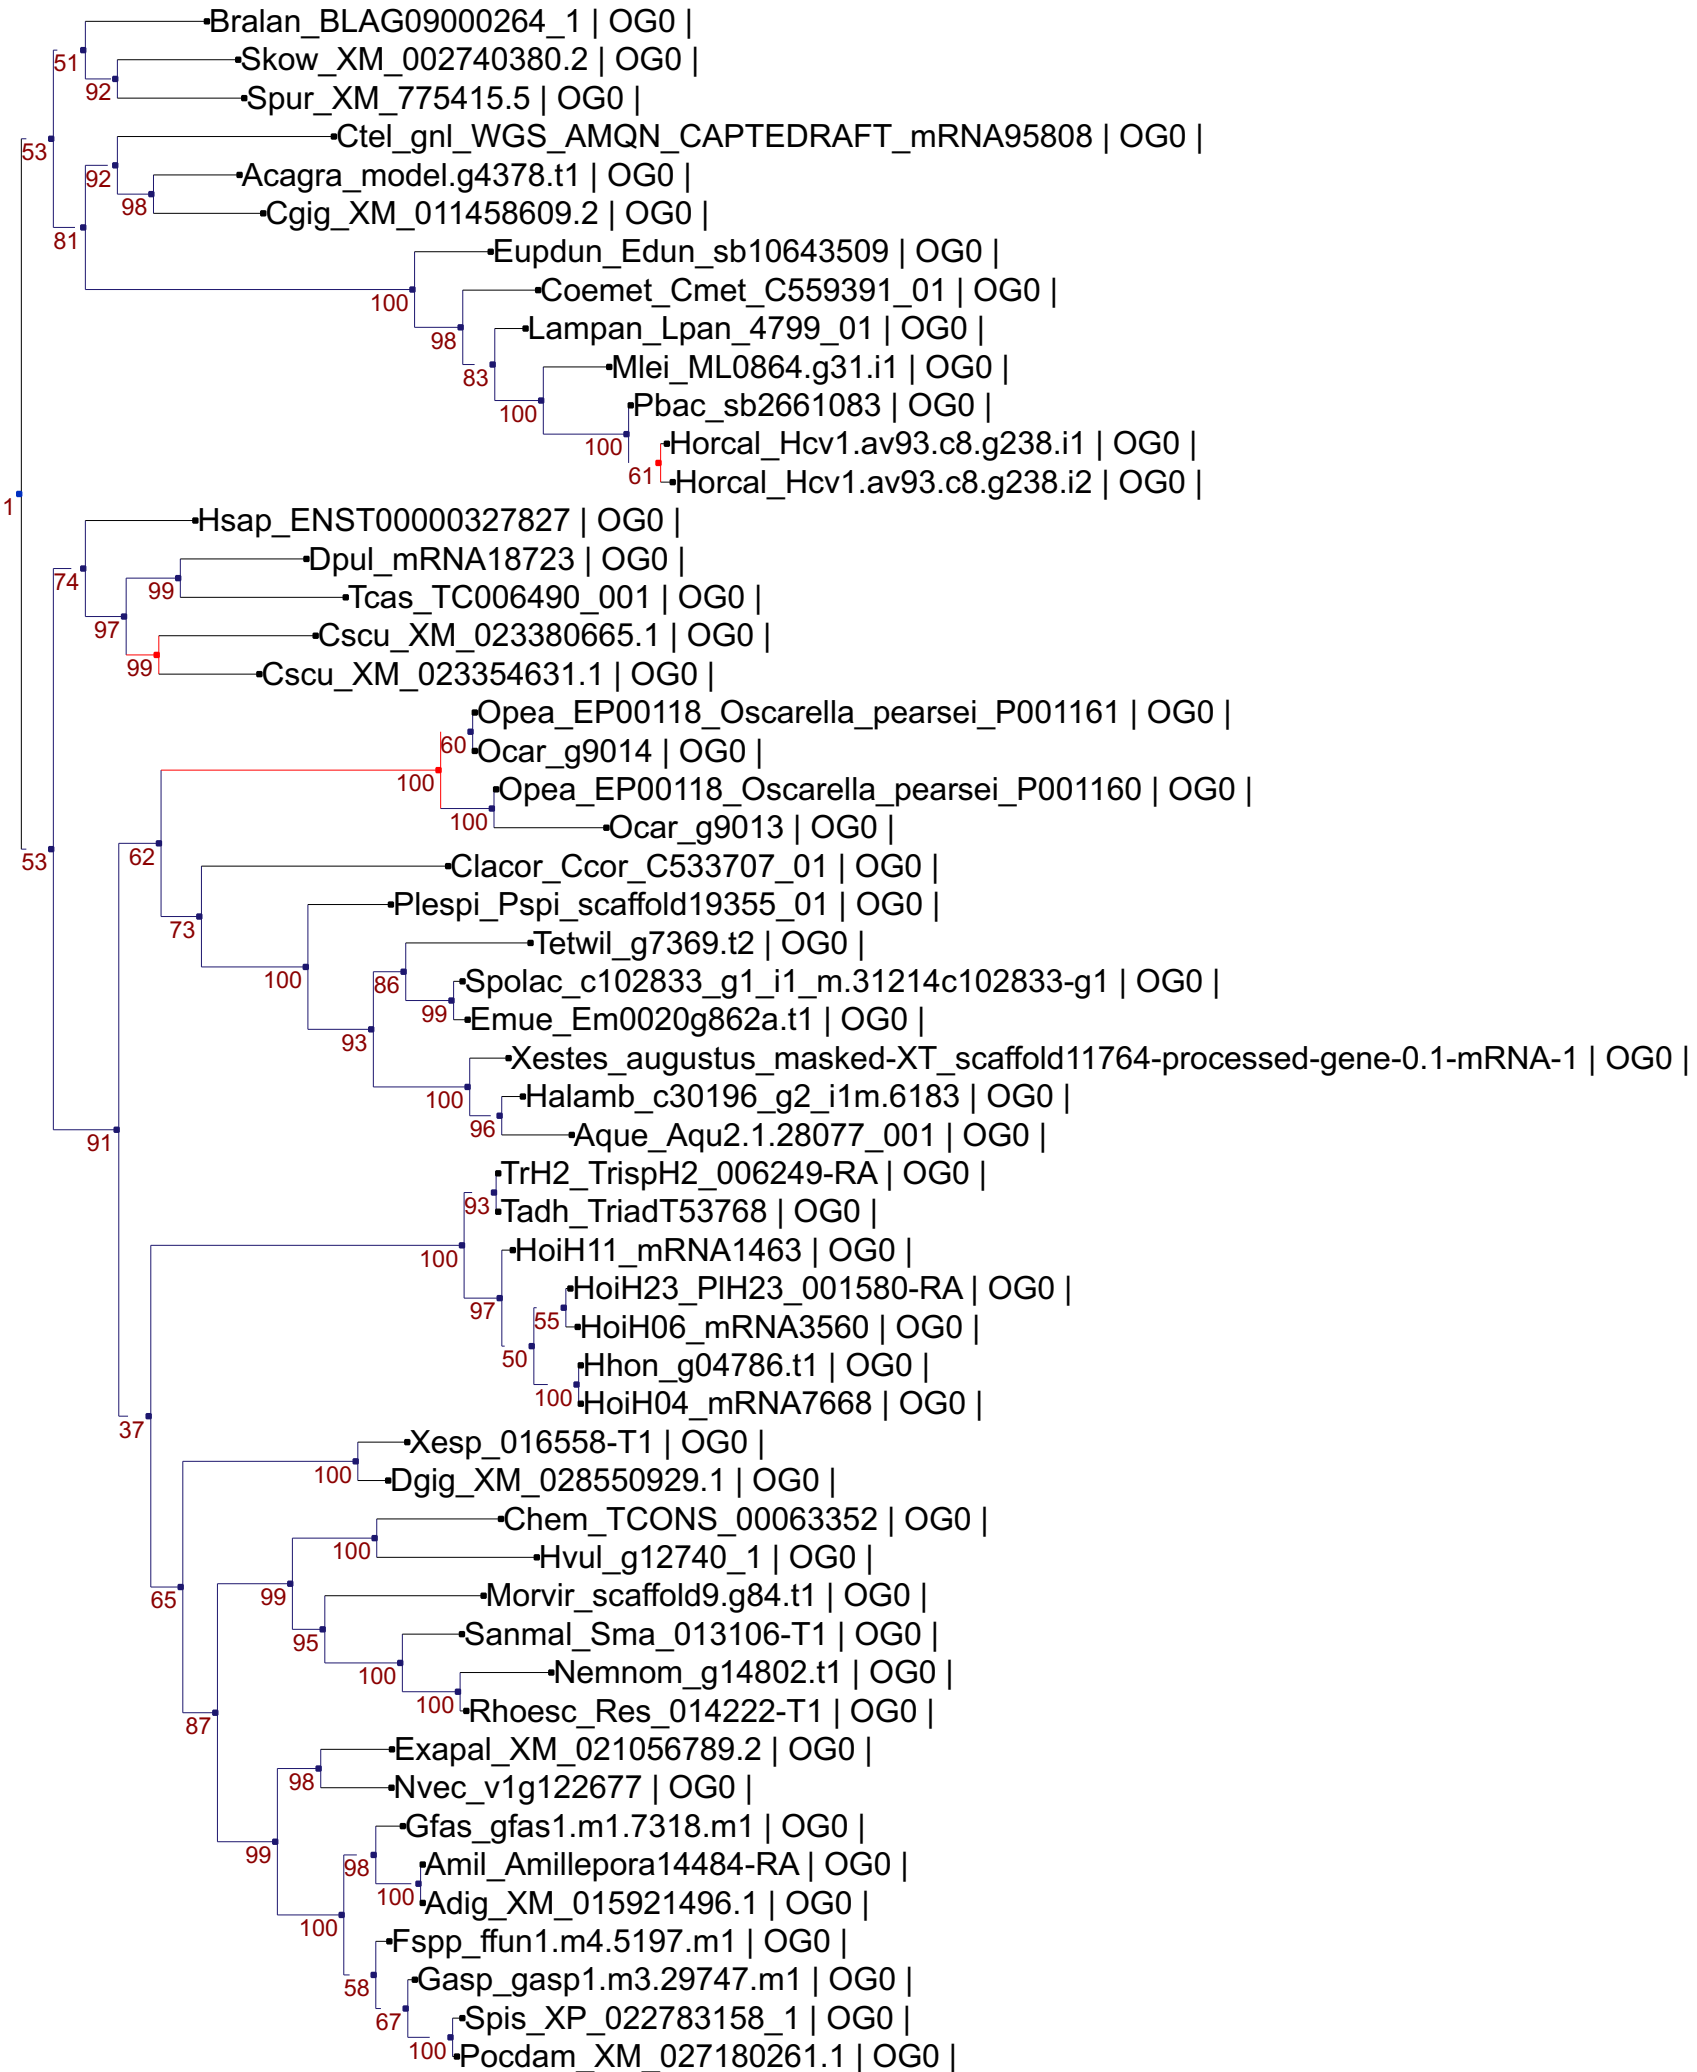 Bralan_BLAG09000264_1 | OG0 |
51
Skow_XM_002740380.2 | OG0 |
92
Spur_XM_775415.5 | OG0 |
53
Ctel_gnl_WGS_AMQN_CAPTEDRAFT_mRNA95808 | OG0 |
92
Acagra_model.g4378.t1 | OG0 |
98
Cgig_XM_011458609.2 | OG0 |
81
Eupdun_Edun_sb10643509 | OG0 |
100
Coemet_Cmet_C559391_01 | OG0 |
98
Lampan_Lpan_4799_01 | OG0 |
83
Mlei_ML0864.g31.i1 | OG0 |
100
Pbac_sb2661083 | OG0 |
100
Horcal_Hcv1.av93.c8.g238.i1 | OG0 |
61
Horcal_Hcv1.av93.c8.g238.i2 | OG0 |
1
Hsap_ENST00000327827 | OG0 |
74
Dpul_mRNA18723 | OG0 |
99
Tcas_TC006490_001 | OG0 |
97
Cscu_XM_023380665.1 | OG0 |
99
Cscu_XM_023354631.1 | OG0 |
Opea_EP00118_Oscarella_pearsei_P001161 | OG0 |
60
Ocar_g9014 | OG0 |
100
Opea_EP00118_Oscarella_pearsei_P001160 | OG0 |
100
Ocar_g9013 | OG0 |
53
62
Clacor_Ccor_C533707_01 | OG0 |
73
Plespi_Pspi_scaffold19355_01 | OG0 |
100
Tetwil_g7369.t2 | OG0 |
86
Spolac_c102833_g1_i1_m.31214c102833-g1 | OG0 |
99
Emue_Em0020g862a.t1 | OG0 |
93
Xestes_augustus_masked-XT_scaffold11764-processed-gene-0.1-mRNA-1 | OG0 |
100
Halamb_c30196_g2_i1m.6183 | OG0 |
96
Aque_Aqu2.1.28077_001 | OG0 |
91
TrH2_TrispH2_006249-RA | OG0 |
93
Tadh_TriadT53768 | OG0 |
100
HoiH11_mRNA1463 | OG0 |
97
HoiH23_PlH23_001580-RA | OG0 |
55
HoiH06_mRNA3560 | OG0 |
50
Hhon_g04786.t1 | OG0 |
100
HoiH04_mRNA7668 | OG0 |
37
Xesp_016558-T1 | OG0 |
100
Dgig_XM_028550929.1 | OG0 |
Chem_TCONS_00063352 | OG0 |
100
Hvul_g12740_1 | OG0 |
65
99
Morvir_scaffold9.g84.t1 | OG0 |
95
Sanmal_Sma_013106-T1 | OG0 |
100
Nemnom_g14802.t1 | OG0 |
100
Rhoesc_Res_014222-T1 | OG0 |
87
Exapal_XM_021056789.2 | OG0 |
98
Nvec_v1g122677 | OG0 |
Gfas_gfas1.m1.7318.m1 | OG0 |
99
98
Amil_Amillepora14484-RA | OG0 |
100
Adig_XM_015921496.1 | OG0 |
100
Fspp_ffun1.m4.5197.m1 | OG0 |
58
Gasp_gasp1.m3.29747.m1 | OG0 |
67
Spis_XP_022783158_1 | OG0 |
100
Pocdam_XM_027180261.1 | OG0 |